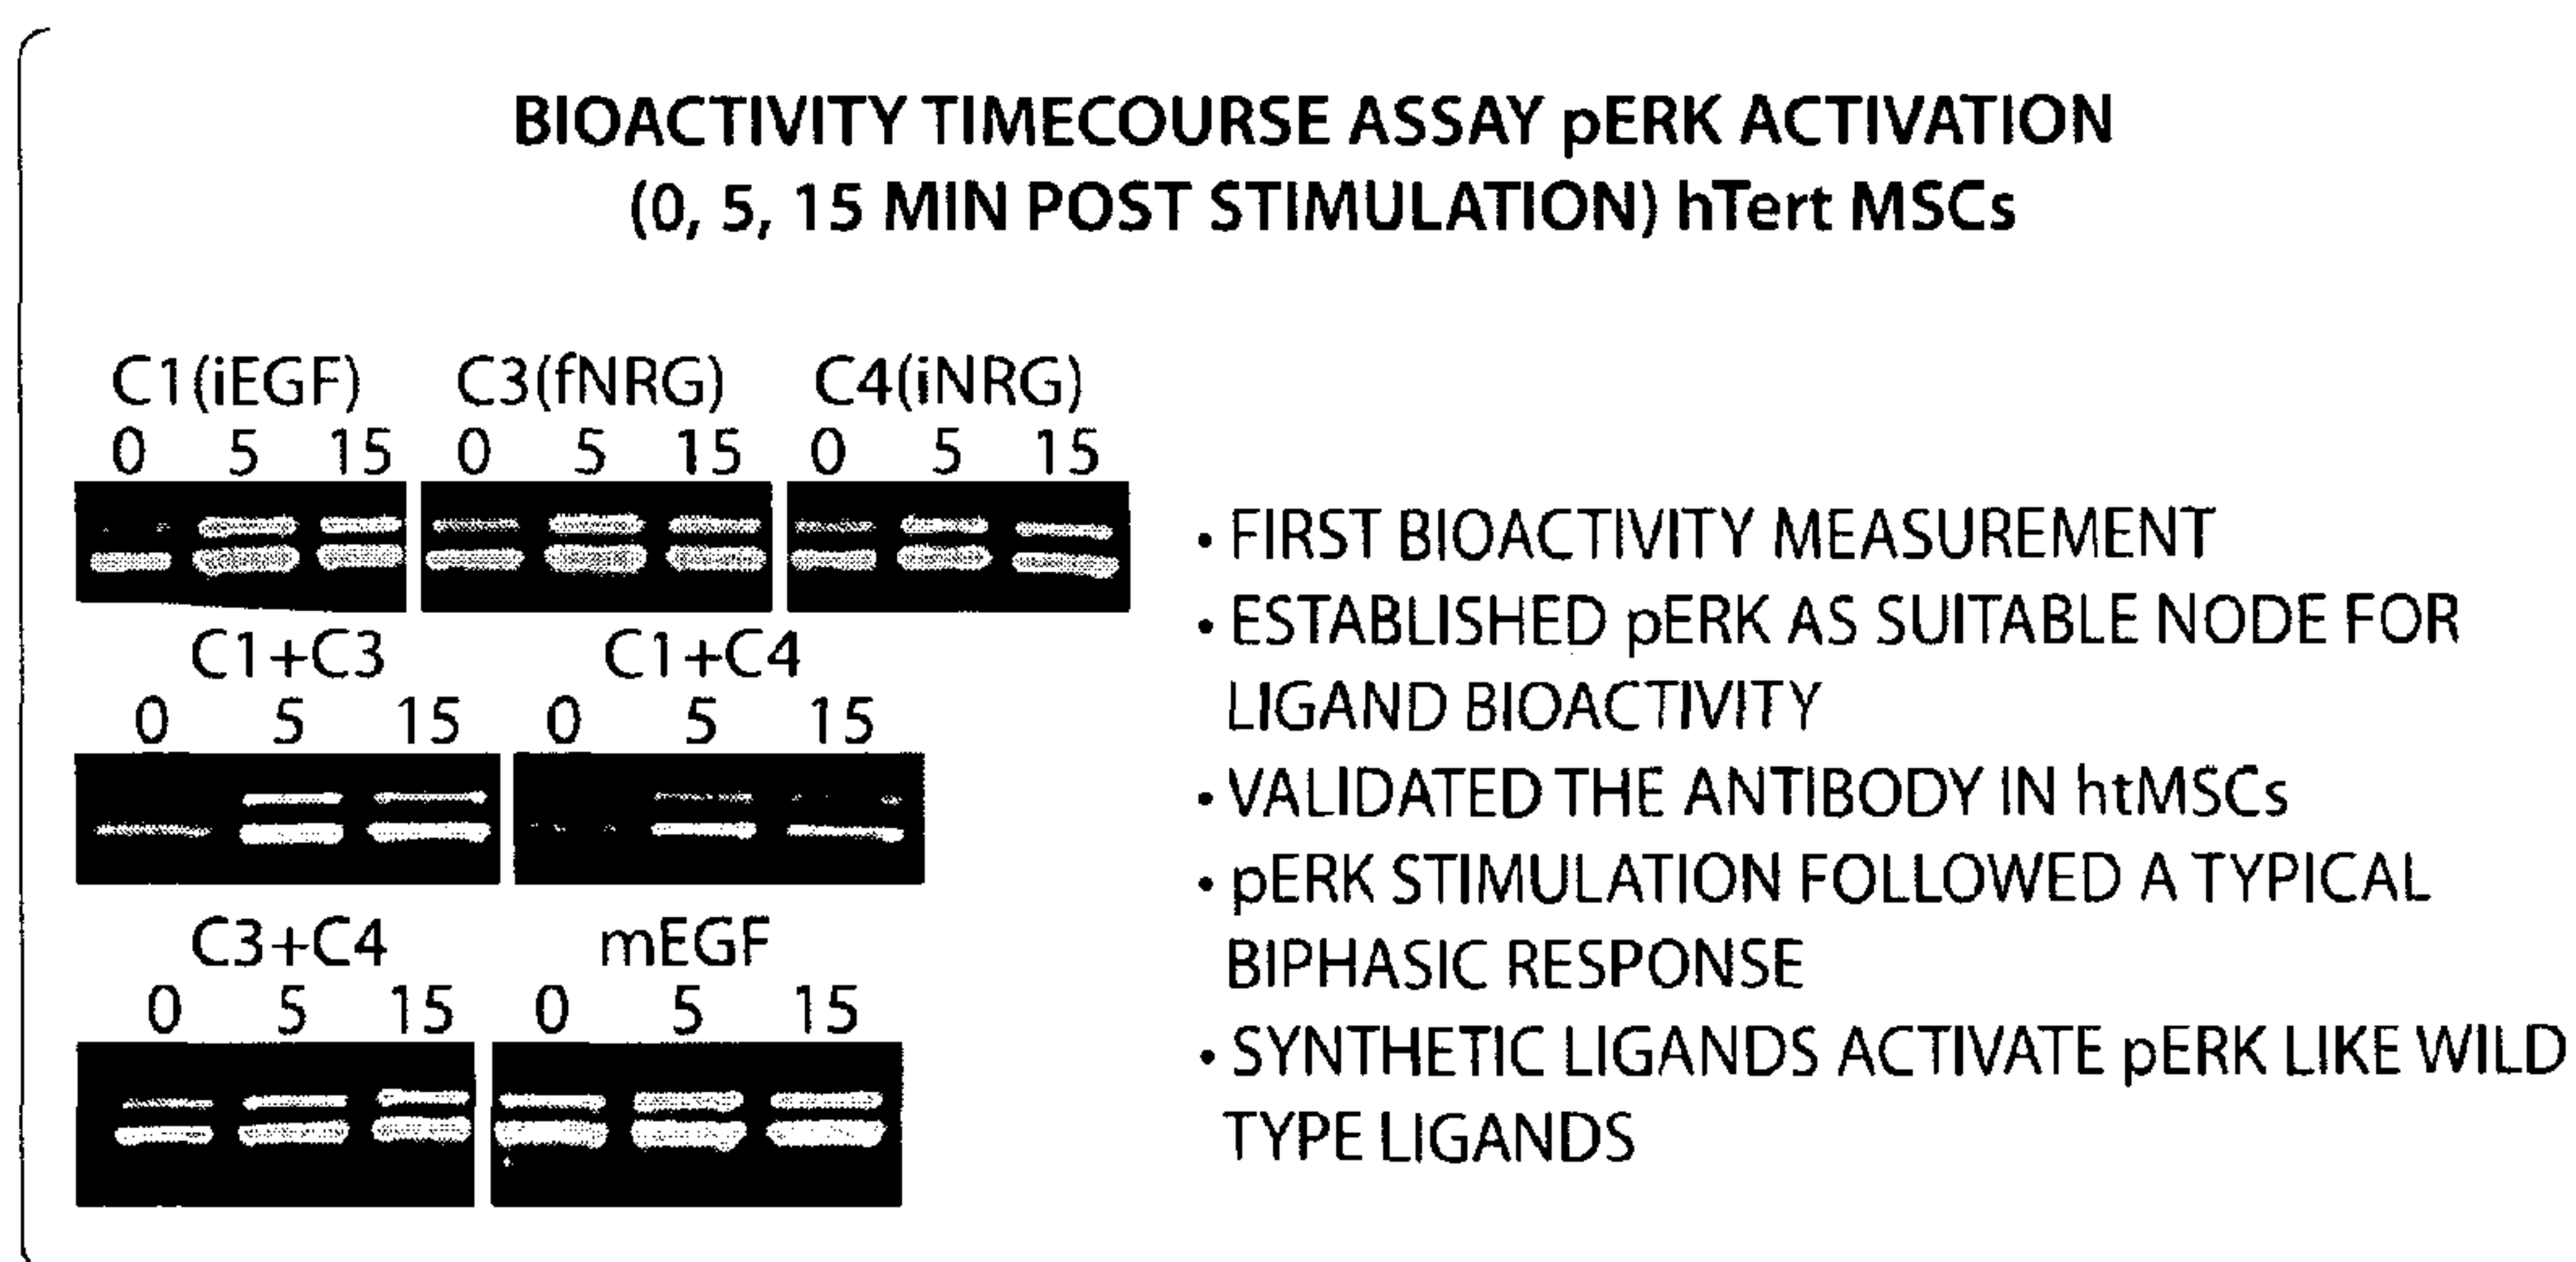 BIOACTIVITY TIMECOURSE ASSAY pERK ACTIVATION
(0, 5, 15 MIN POST STIMULATION) hTert MSCs
C1(iEGF) C3(fNRG) C4(iNRG)
0 5 15 0 5 15 0 5 15
C1+C3 C1+C4
0 5 15 0 5 15
C3+C4 mEGF
0 5 15 0 5 15
• FIRST BIOACTIVITY MEASUREMENT
• ESTABLISHED pERK AS SUITABLE NODE FOR
LIGAND BIOACTIVITY
• VALIDATED THE ANTIBODY IN htMSCs
• pERK STIMULATION FOLLOWED A TYPICAL
BIPHASIC RESPONSE
• SYNTHETIC LIGANDS ACTIVATE pERK LIKE WILD
TYPE LIGANDS